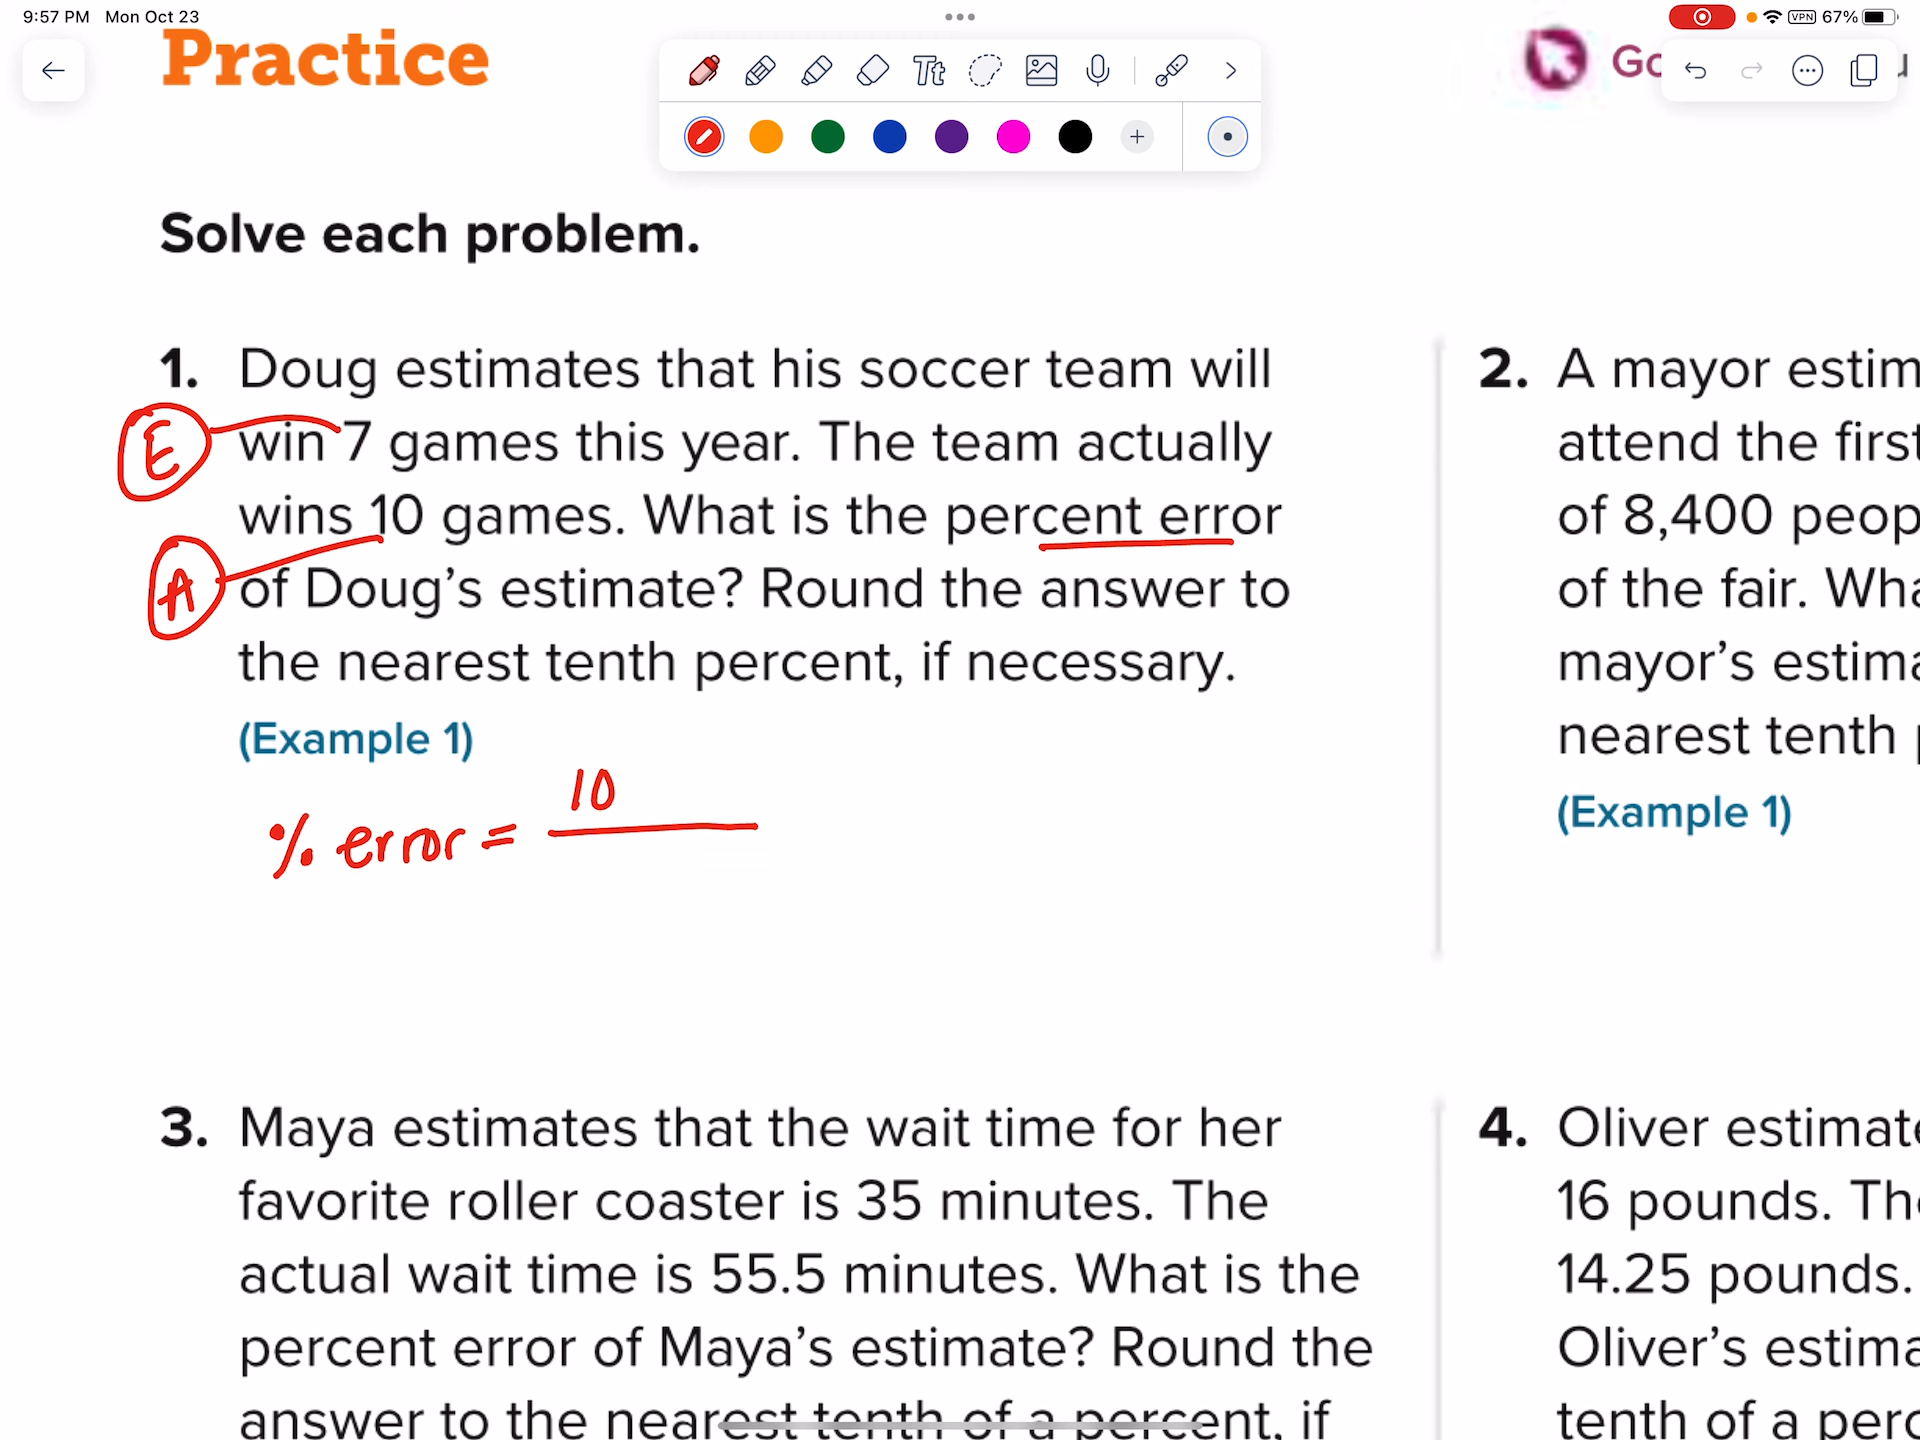 9:57 PM Mon Oct 23
VPN 67%
Practice
Tt
Solve each problem.
1. Doug estimates that his soccer team will
win 7 games this year. The team actually
wins 10 games. What is the percent error
of Doug's estimate? Round the answer to
the nearest tenth percent, if necessary.
(Example 1)
E
A
% error = 10
2. A mayor estim
attend the first
of 8,400 peop
of the fair. Wha
mayor's estima
nearest tenth
(Example 1)
3. Maya estimates that the wait time for her
favorite roller coaster is 35 minutes. The
actual wait time is 55.5 minutes. What is the
percent error of Maya's estimate? Round the
answer to the nearest tenth of a percent, if
4. Oliver estimate
16 pounds. The
14.25 pounds.
Oliver's estima
tenth of a perc